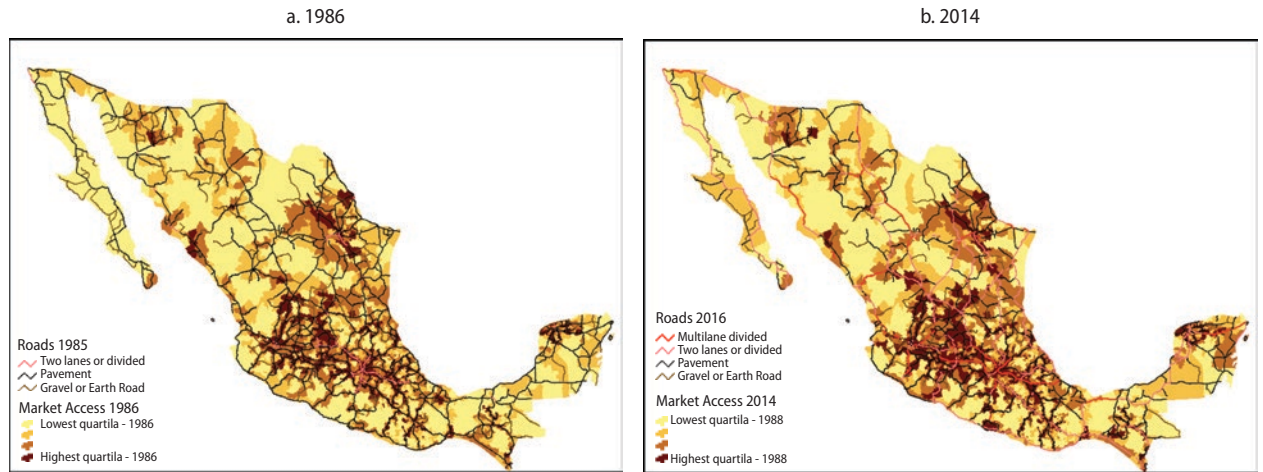 a. 1986
Roads 1985
Two lanes or divided
Pavement
Gravel or Earth Road
Market Access 1986
Lowest quartila - 1986
Highest quartila - 1986
b. 2014
Roads 2016
Multilane divided
Two lanes or divided
Pavement
Gravel or Earth Road
Market Access 2014
Lowest quartila - 1988
Highest quartila - 1988